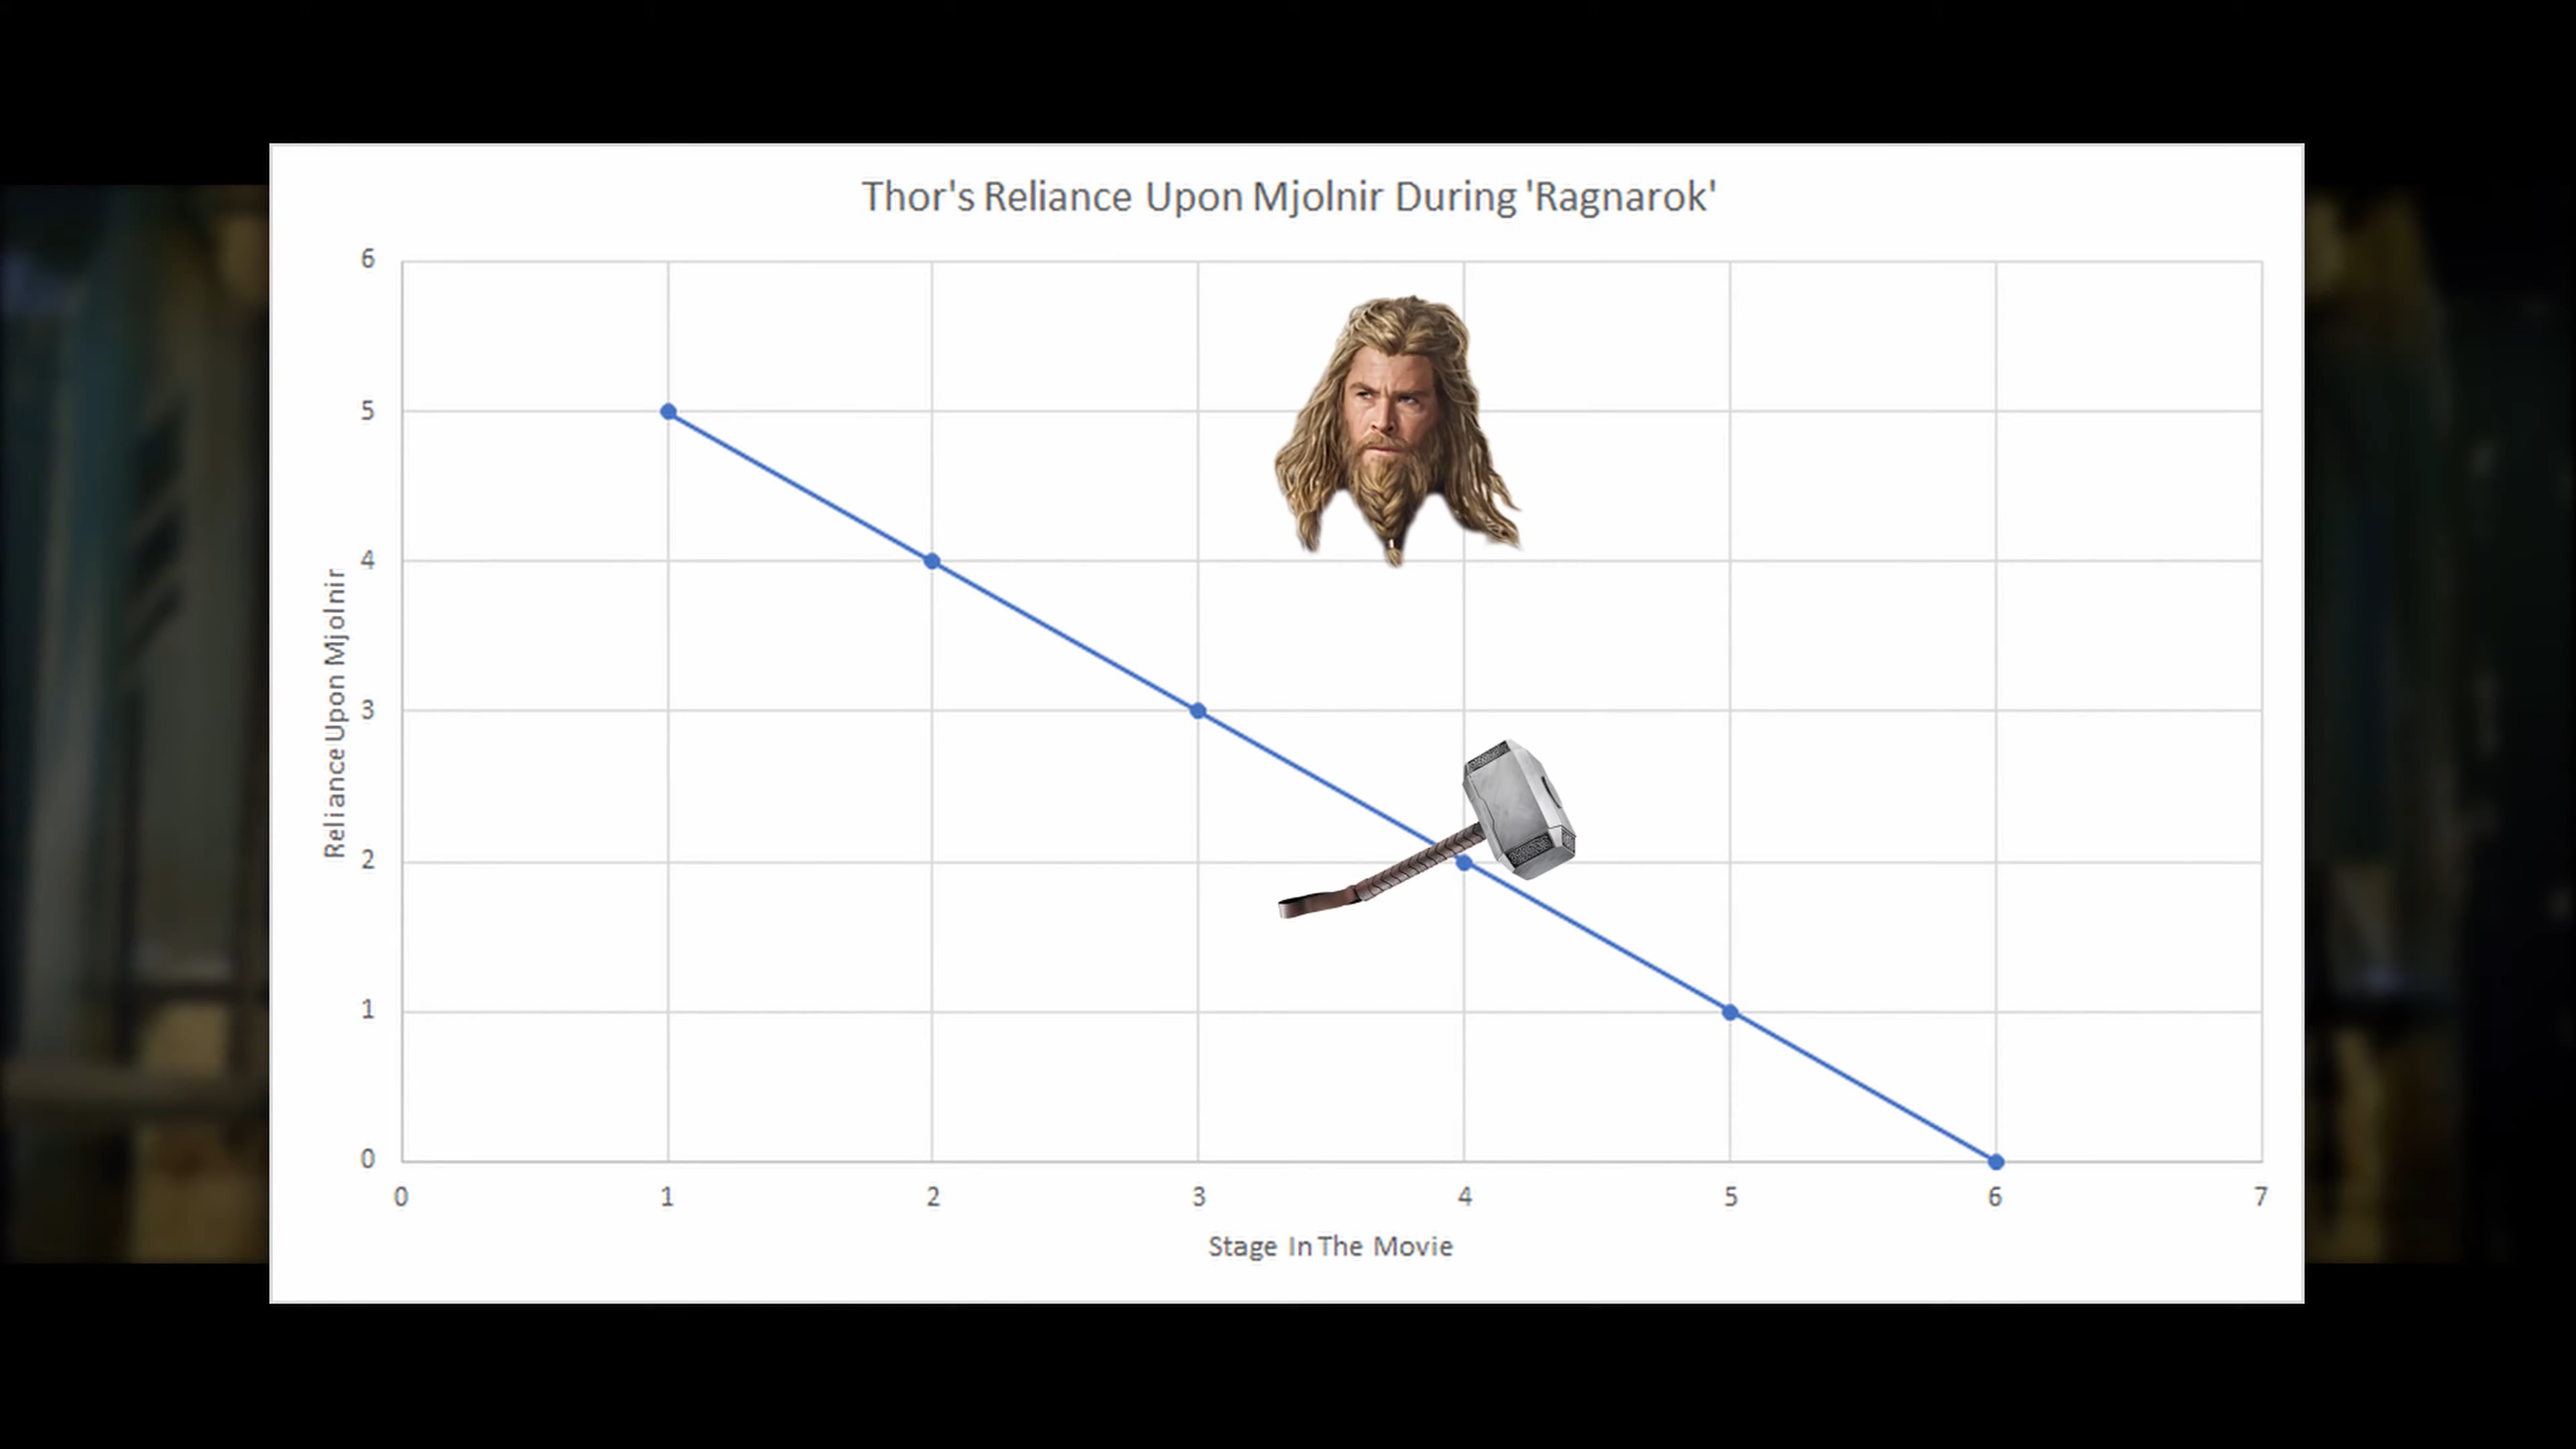 Thor's Reliance Upon Mjolnir During 'Ragnarok'
6
5
4
3
2
1
0
Reliance Upon Mjolnir
0 1 2 3 4 5 6 7
Stage In The Movie